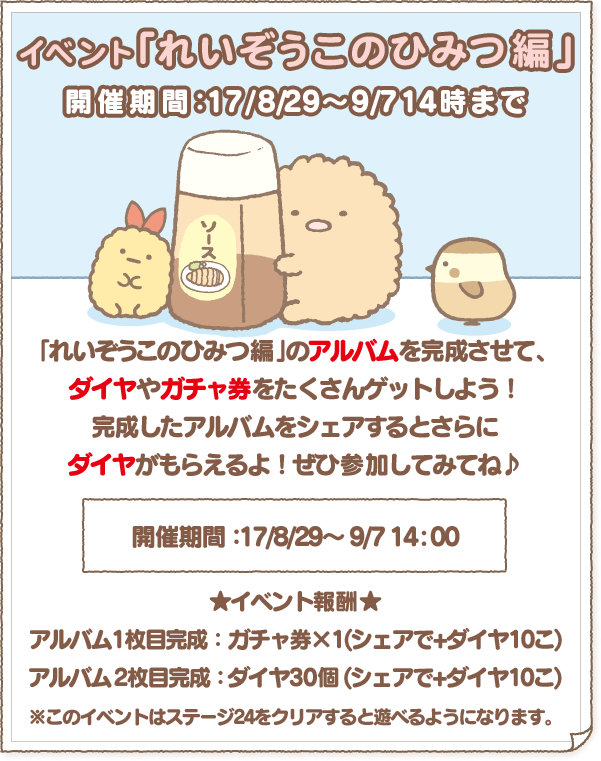 イベント「れいぞうこのひみつ編」
開催期間：17/8/29～9/7 14時まで
ソース
「れいぞうこのひみつ編」のアルバムを完成させて、
ダイヤやガチャ券をたくさんゲットしよう！
完成したアルバムをシェアするとさらに
ダイヤがもらえるよ！ぜひ参加してみてね♪
開催期間：17/8/29～ 9/7 14：00
★イベント報酬★
アルバム1枚目完成：ガチャ券×1(シェアで+ダイヤ10こ)
アルバム2枚目完成：ダイヤ30個(シェアで+ダイヤ10こ)
※このイベントはステージ24をクリアすると遊べるようになります。